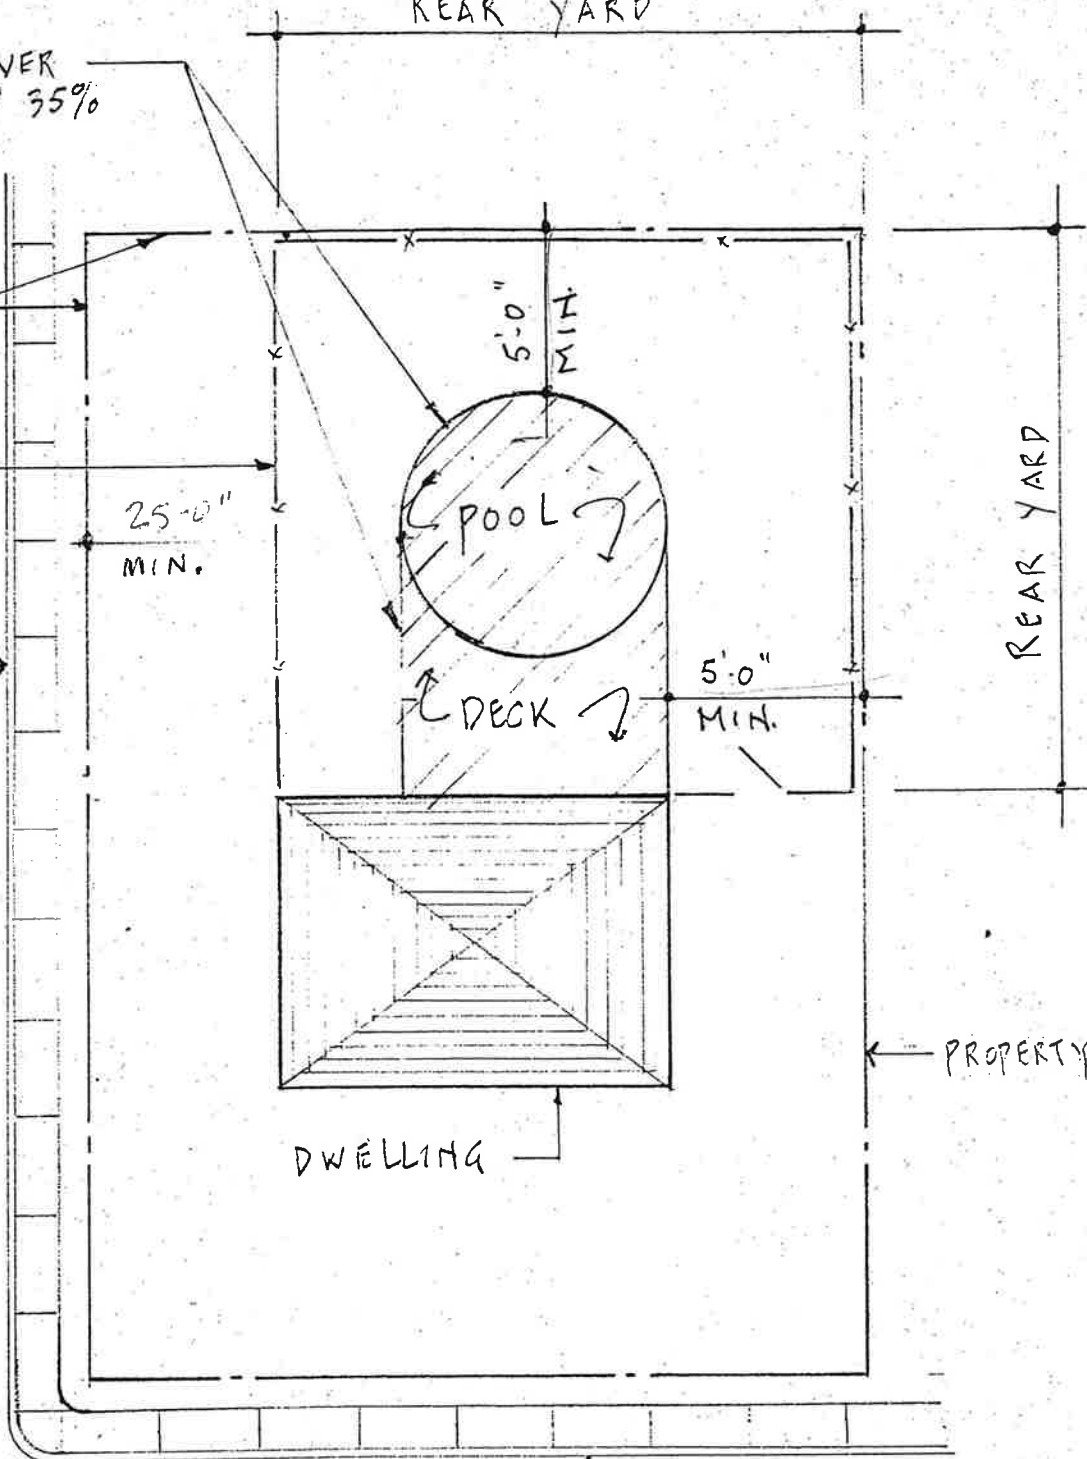 REAR YARD
VER
35%
5'-0"
MIN.
POOL
25-0"
MIN.
REAR YARD
5'-0"
MIN.
DECK
PROPERTY
DWELLING